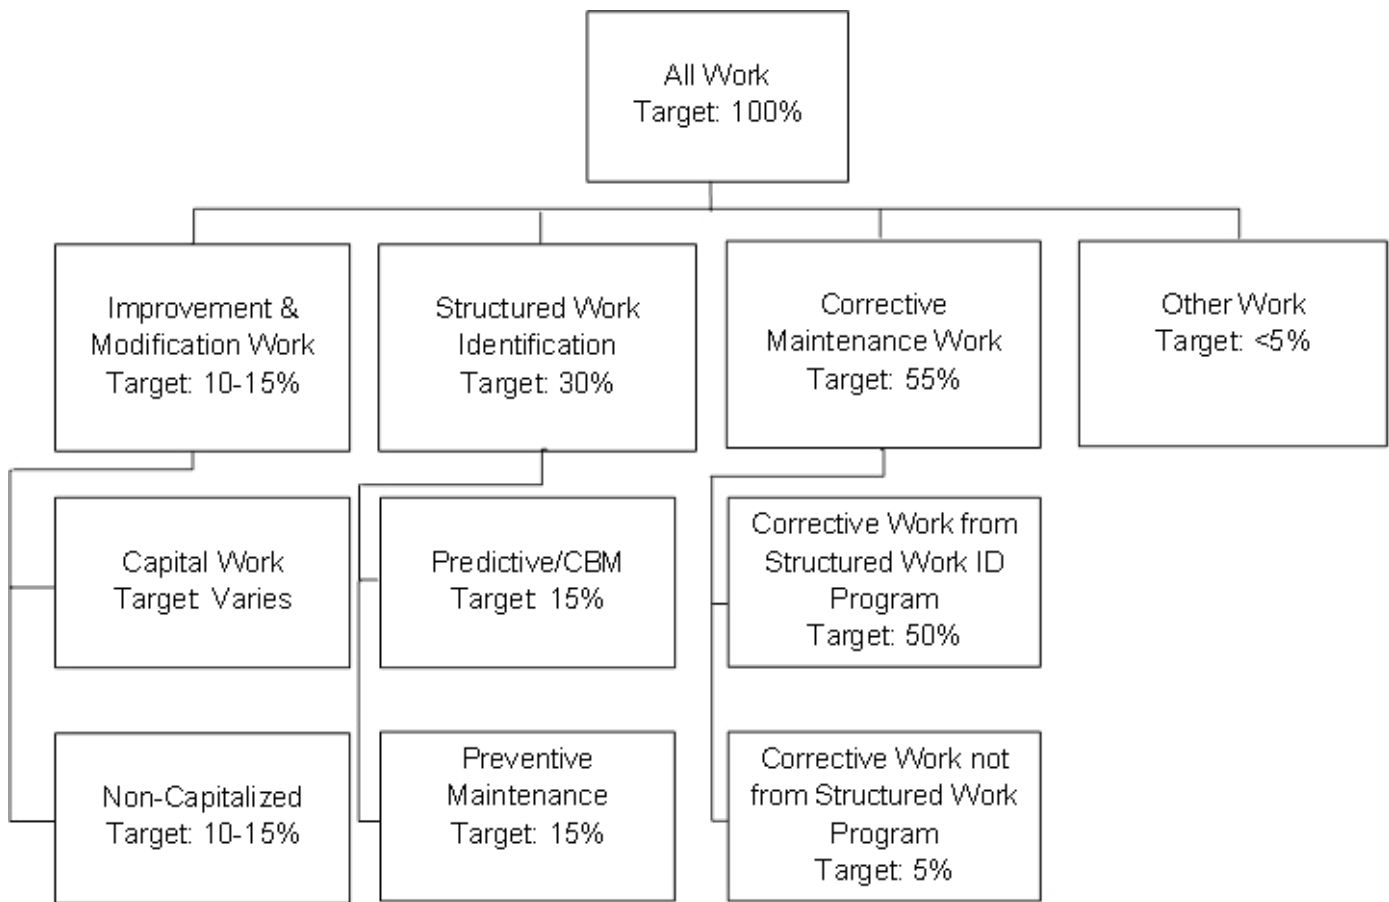 All Work
Target: 100%
Improvement &
Modification Work
Target: 10-15%
Structured Work
Identification
Target: 30%
Corrective
Maintenance Work
Target: 55%
Other Work
Target: <5%
Capital Work
Target: Varies
Predictive/CBM
Target: 15%
Corrective Work from
Structured Work ID
Program
Target: 50%
Non-Capitalized
Target: 10-15%
Preventive
Maintenance
Target: 15%
Corrective Work not
from Structured Work
Program
Target: 5%